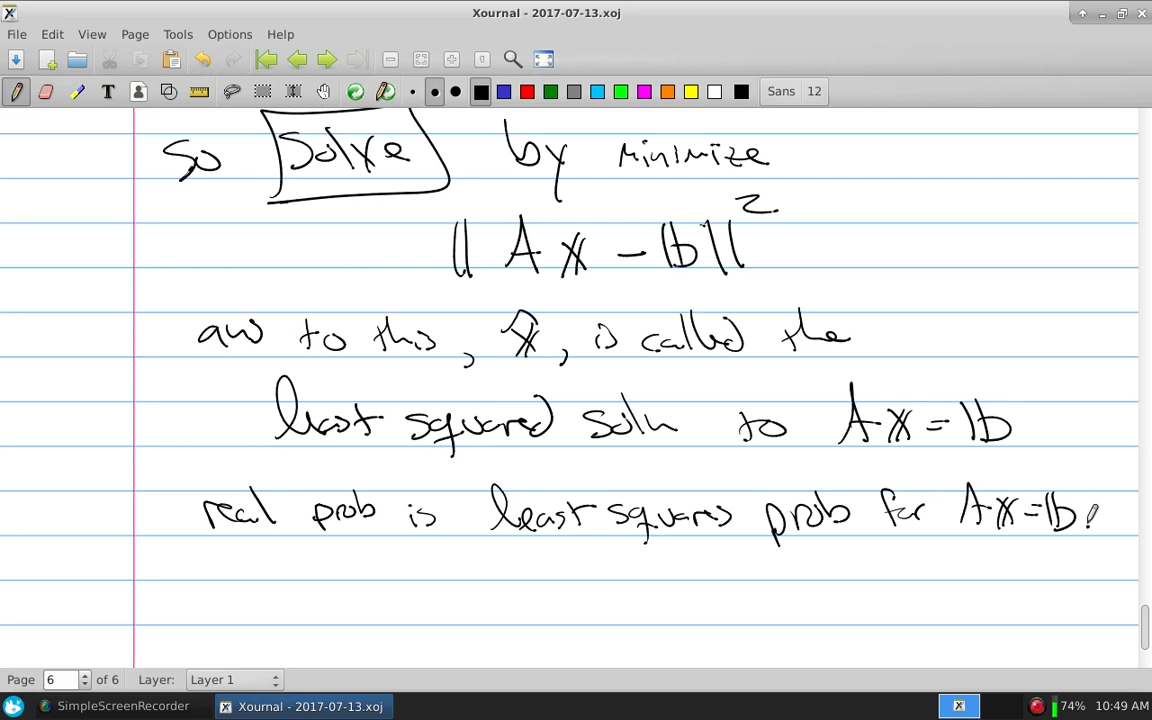 Xournal - 2017-07-13.xoj
File Edit View Page Tools Options Help
Sans 12
so Solve by minimize
|| A𝕩 - 𝕓||²
ans to this, 𝕩̂, is called the
least squared soln to A𝕩 = 𝕓
real prob is least squares prob for A𝕩=𝕓.
Page 6 of 6 Layer: Layer 1
SimpleScreenRecorder Xournal - 2017-07-13.xoj 74% 10:49 AM